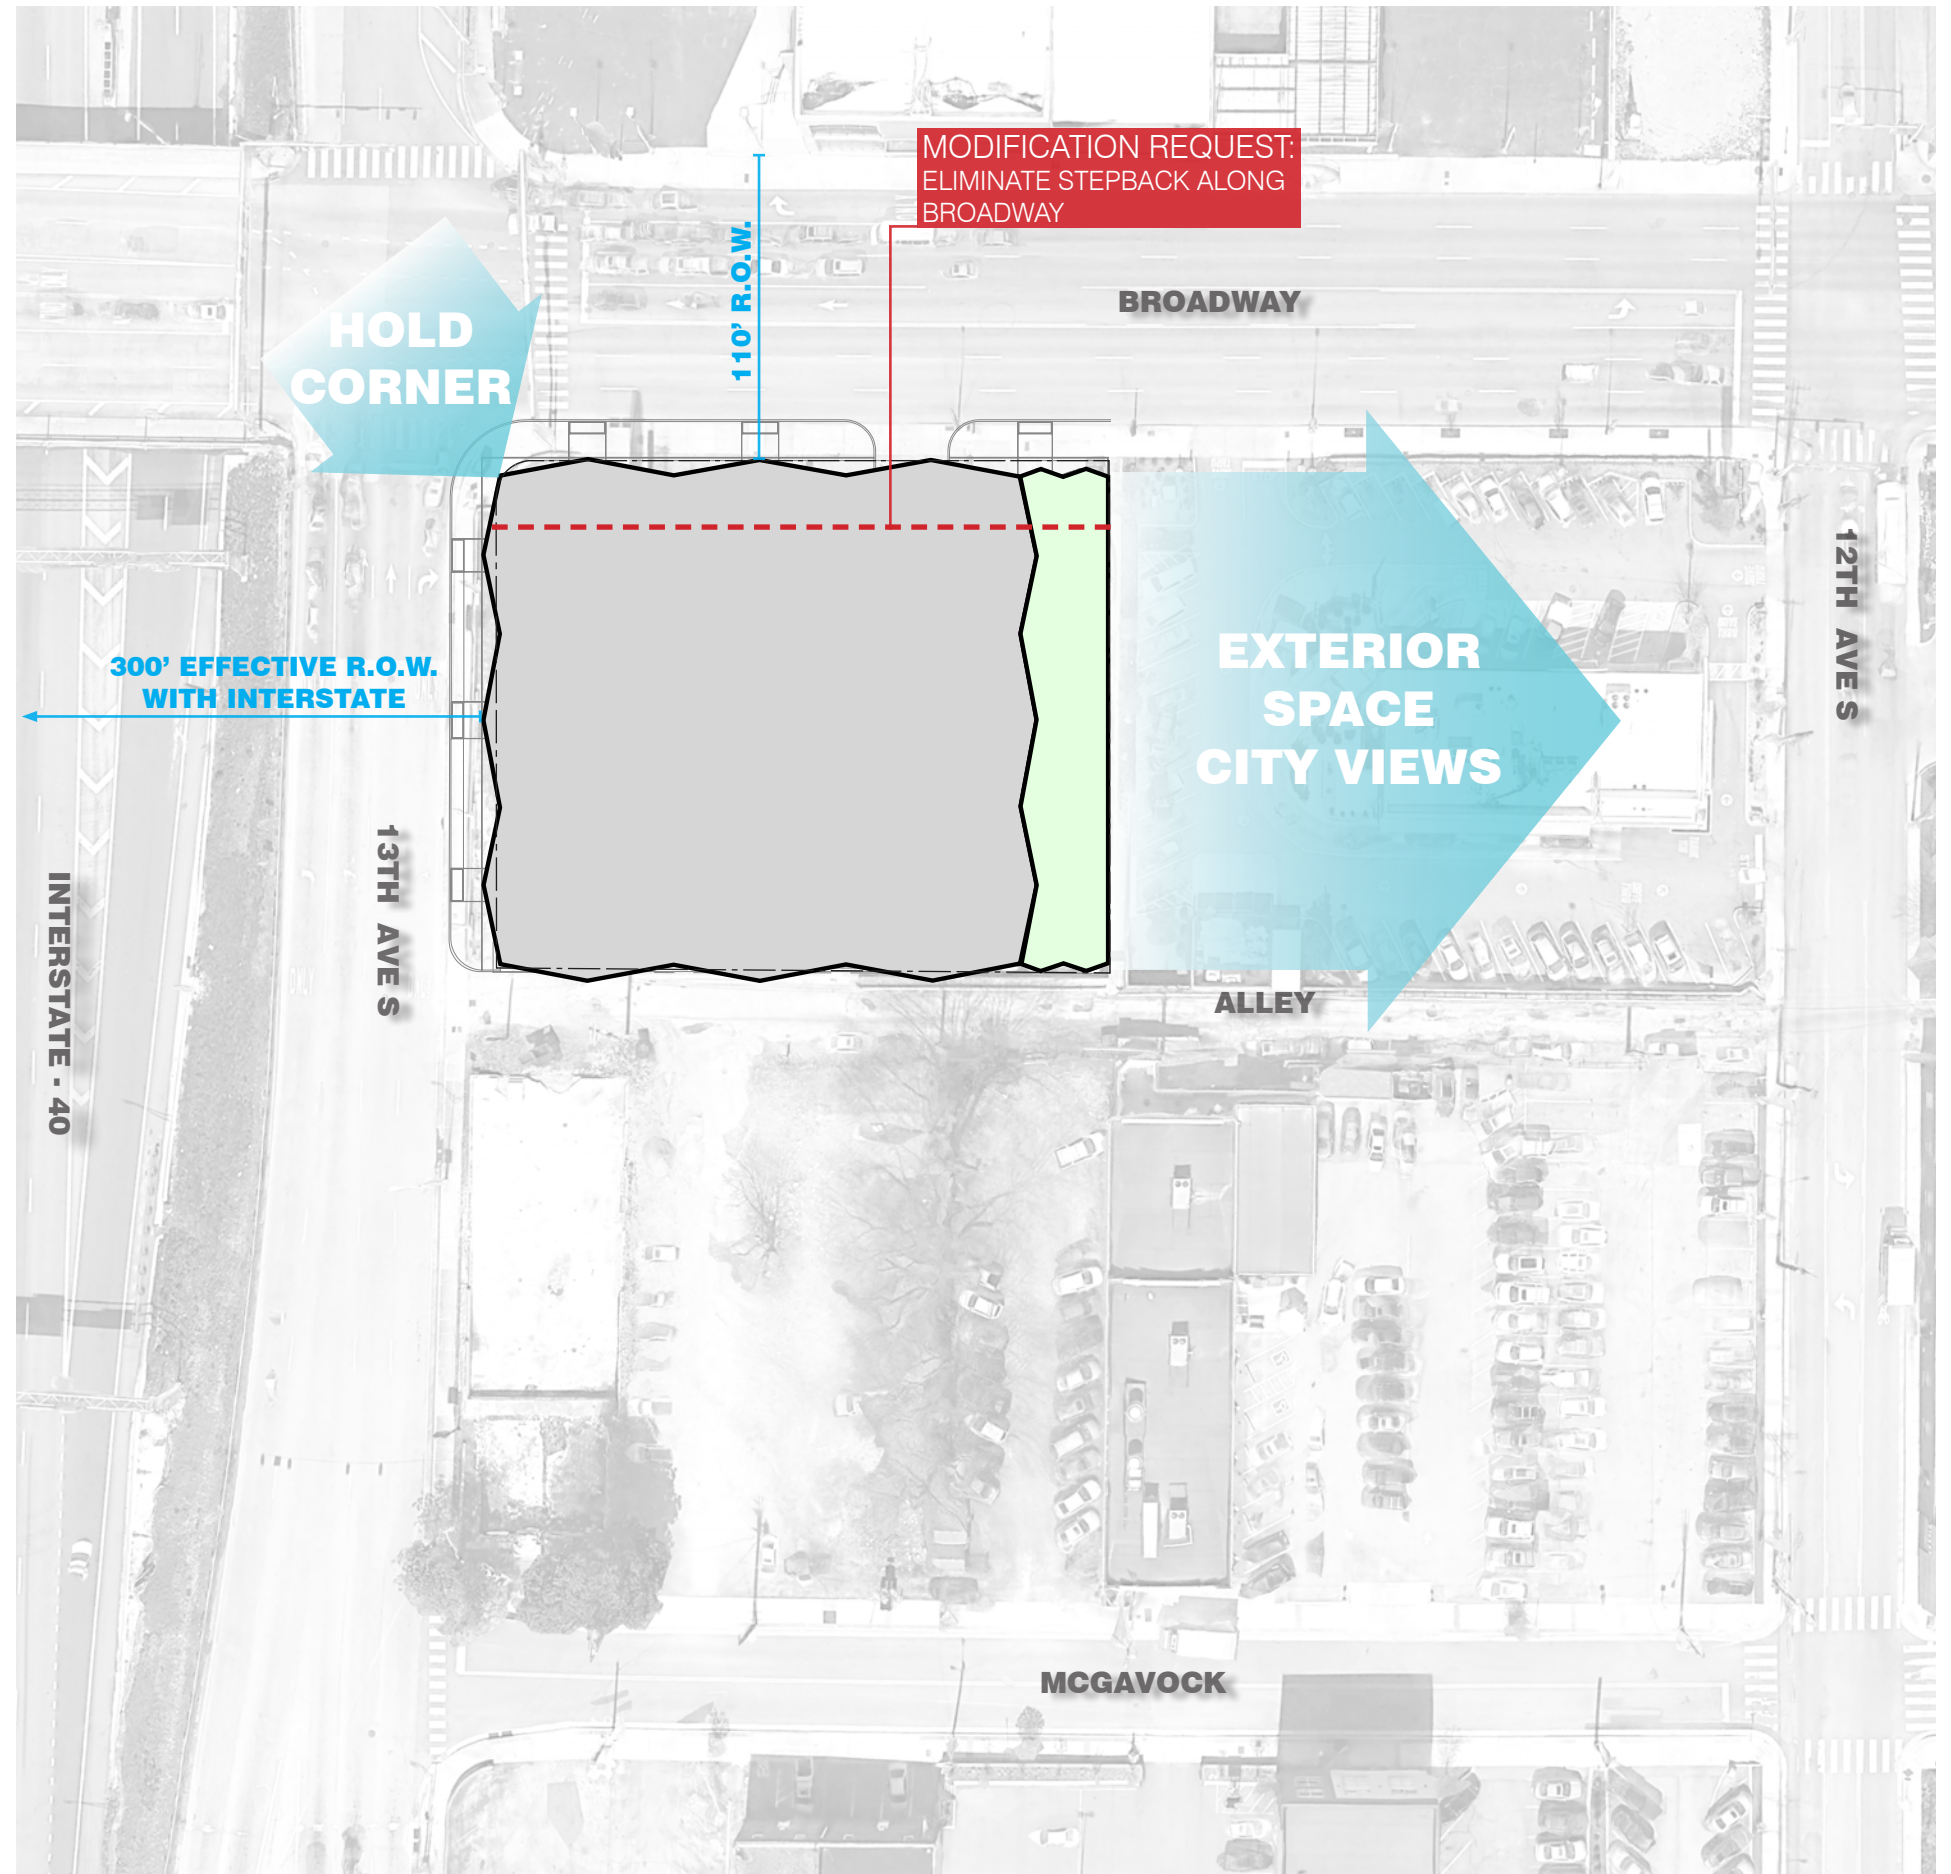 MODIFICATION REQUEST:
ELIMINATE STEPBACK ALONG
BROADWAY
110’ R.O.W.
BROADWAY
HOLD
CORNER
300’ EFFECTIVE R.O.W.
WITH INTERSTATE
EXTERIOR
SPACE
CITY VIEWS
12TH AVE S
13TH AVE S
INTERSTATE - 40
ALLEY
MCGAVOCK